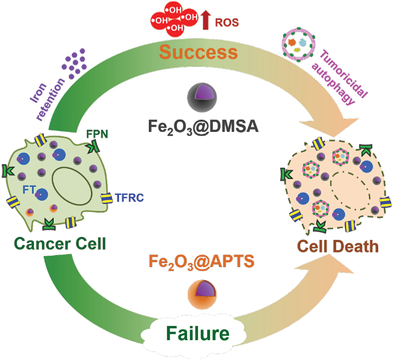 •OH
•OH •OH •OH
•OH
ROS
Success
Iron
retention
Tumoricidal
autophagy
Fe₂O₃@DMSA
FPN
FT
TFRC
Cancer Cell
Cell Death
Fe₂O₃@APTS
Failure